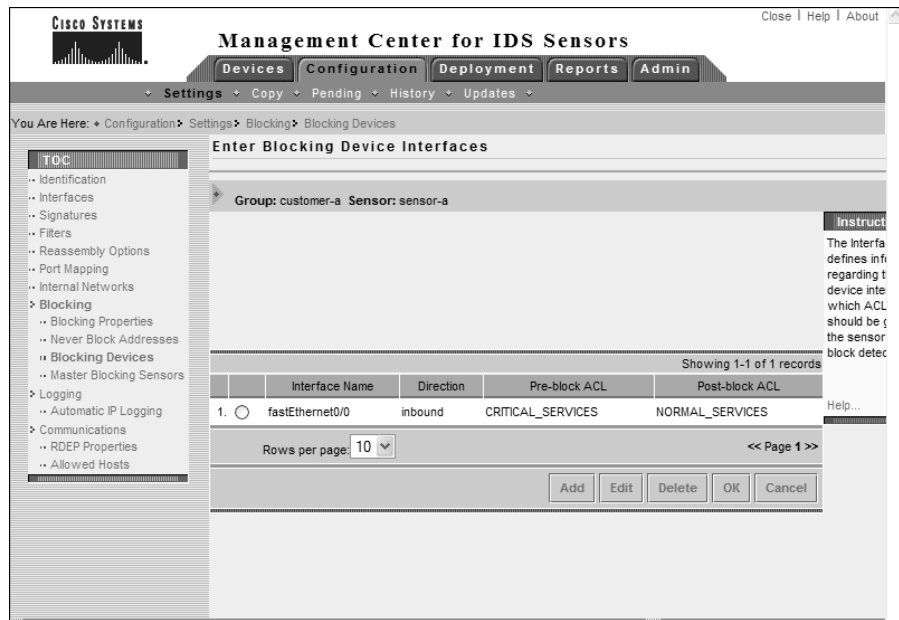 Close | Help | About
CISCO SYSTEMS
Management Center for IDS Sensors
Devices Configuration Deployment Reports Admin
Settings Copy Pending History Updates
You Are Here: Configuration Settings Blocking Blocking Devices
TOC
Identification
Interfaces
Signatures
Filters
Reassembly Options
Port Mapping
Internal Networks
Blocking
Blocking Properties
Never Block Addresses
Blocking Devices
Master Blocking Sensors
Logging
Automatic IP Logging
Communications
RDEP Properties
Allowed Hosts
Enter Blocking Device Interfaces
Group: customer-a Sensor: sensor-a
Showing 1-1 of 1 records
Interface Name Direction Pre-block ACL Post-block ACL
1. fastEthernet0/0 inbound CRITICAL_SERVICES NORMAL_SERVICES
Rows per page: 10 << Page 1 >>
Add Edit Delete OK Cancel
Instruct
The Interfa
defines inf
regarding t
device inte
which ACL
should be
the sensor
block detec
Help...